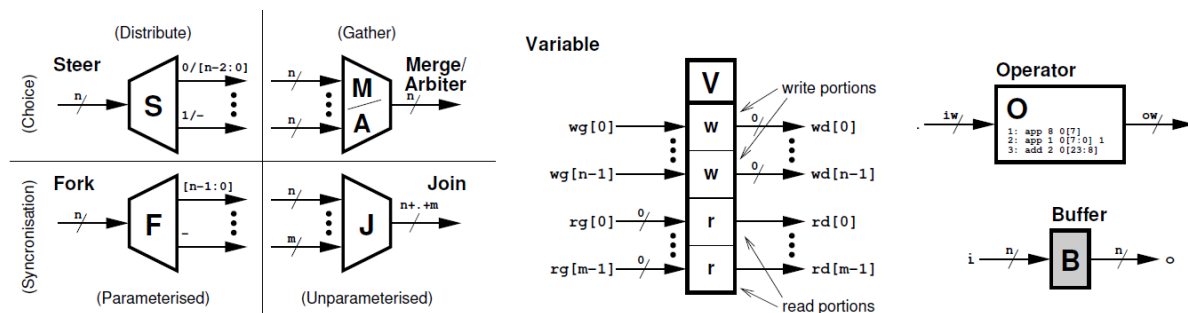 (Distribute)
(Gather)
(Choice)
Steer
n
S
0/[n-2:0]
1/-
n
n
M
A
Merge/
Arbiter
n
(Syncronisation)
Fork
n
F
[n-1:0]
-
n
m
J
Join
n+.+m
(Parameterised)
(Unparameterised)
Variable
V
write portions
wg[0]
w
0
wd[0]
wg[n-1]
w
0
wd[n-1]
rg[0]
0
r
rd[0]
rg[m-1]
0
r
rd[m-1]
read portions
Operator
iw
O
1: app 8 0[7]
2: app 1 0[7:0] 1
3: add 2 0[23:8]
ow
Buffer
i
n
B
n
o